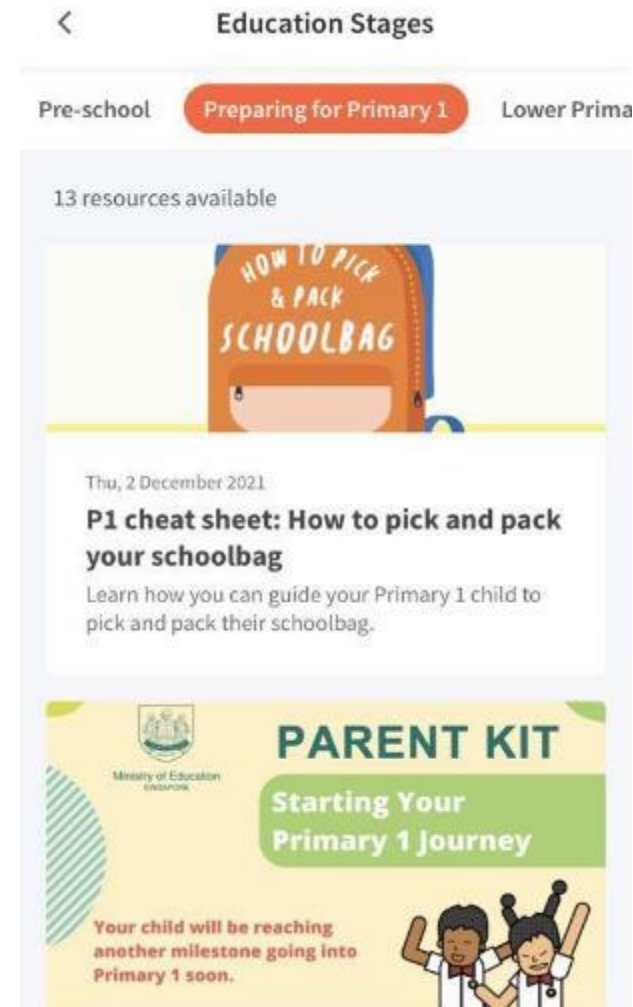 Education Stages
Pre-school Preparing for Primary 1 Lower Prima
13 resources available
HOW TO PICK
& PACK
SCHOOLBAG
Thu, 2 December 2021
P1 cheat sheet: How to pick and pack
your schoolbag
Learn how you can guide your Primary 1 child to
pick and pack their schoolbag.
Ministry of Education
SINGAPORE
PARENT KIT
Starting Your
Primary 1 Journey
Your child will be reaching
another milestone going into
Primary 1 soon.